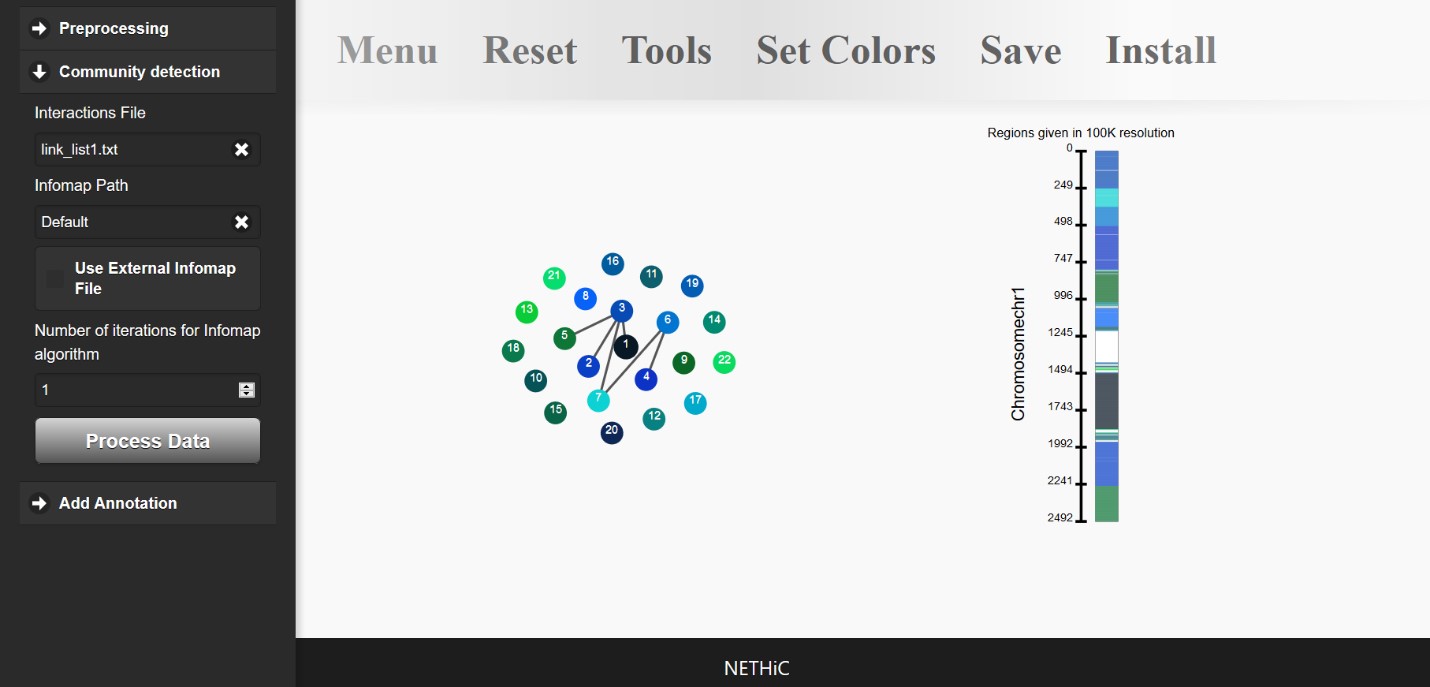 Preprocessing
Community detection
Interactions File
link_list1.txt
Infomap Path
Default
Use External Infomap
File
Number of iterations for Infomap
algorithm
1
Process Data
Add Annotation
Menu Reset Tools Set Colors Save Install
16
21
11
19
8
13
3
6
14
5
1
18
9
22
2
10
4
7
17
15
12
20
Regions given in 100K resolution
0
249
498
747
996
1245
1494
1743
1992
2241
2492
Chromosomechr1
NETHiC